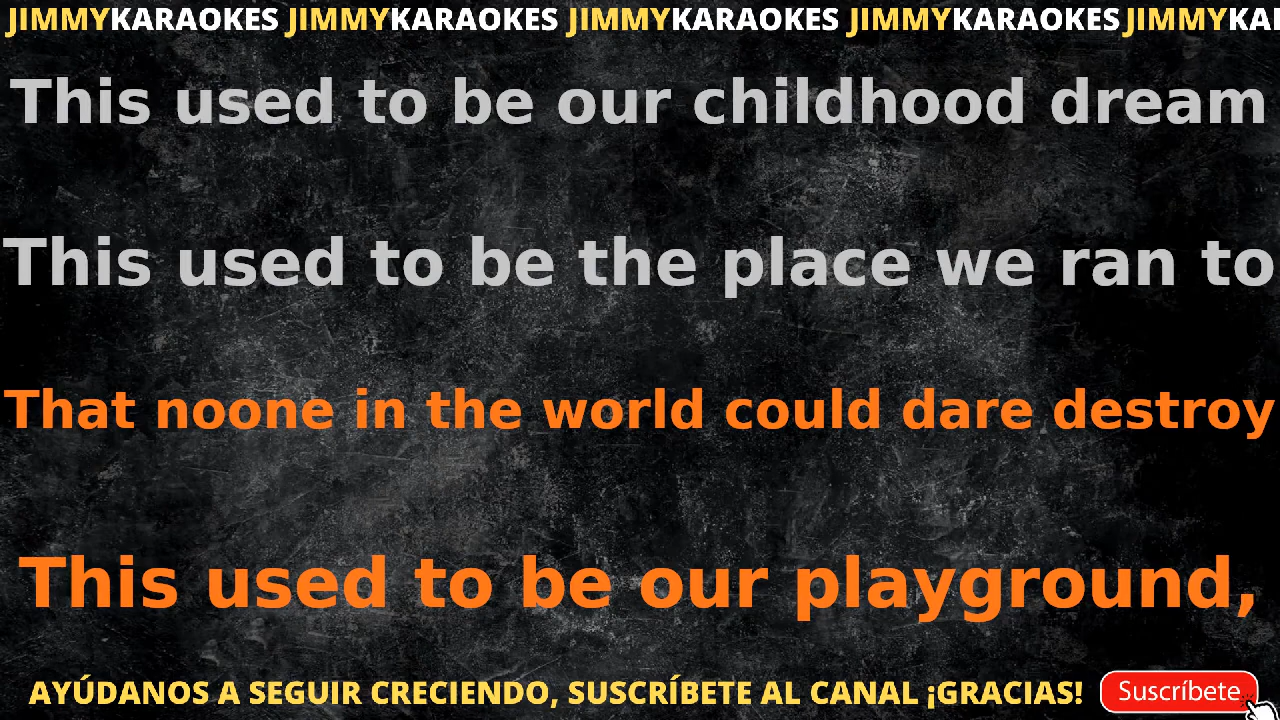 JIMMYKARAOKES JIMMYKARAOKES JIMMYKARAOKES JIMMYKARAOKES JIMMYKAI
This used to be our childhood dream
This used to be the place we ran to
That noone in the world could dare destroy
This used to be our playground,
AYÚDANOS A SEGUIR CRECIENDO, SUSCRÍBETE AL CANAL ¡GRACIAS! Suscríbete